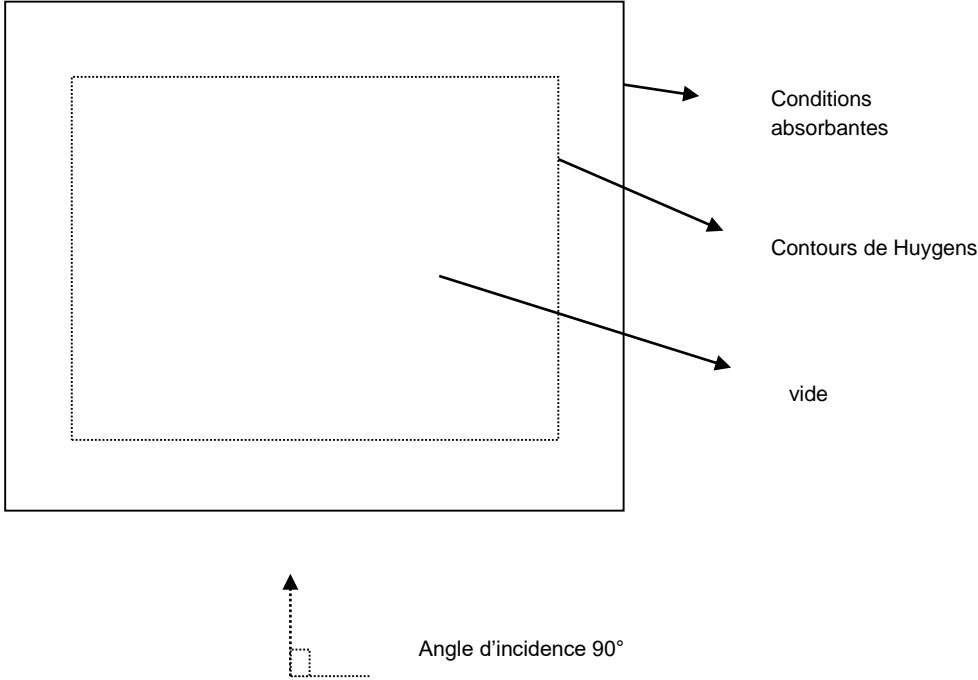 Conditions
absorbantes
Contours de Huygens
vide
Angle d’incidence 90°